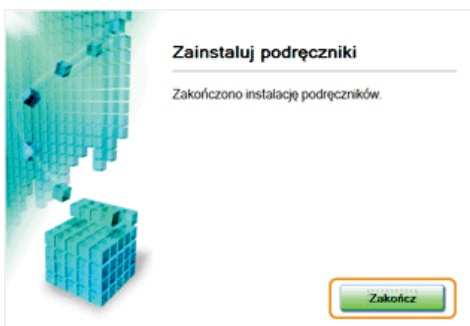 Zainstaluj podręczniki
Zakończono instalację podręczników.
Zakończ